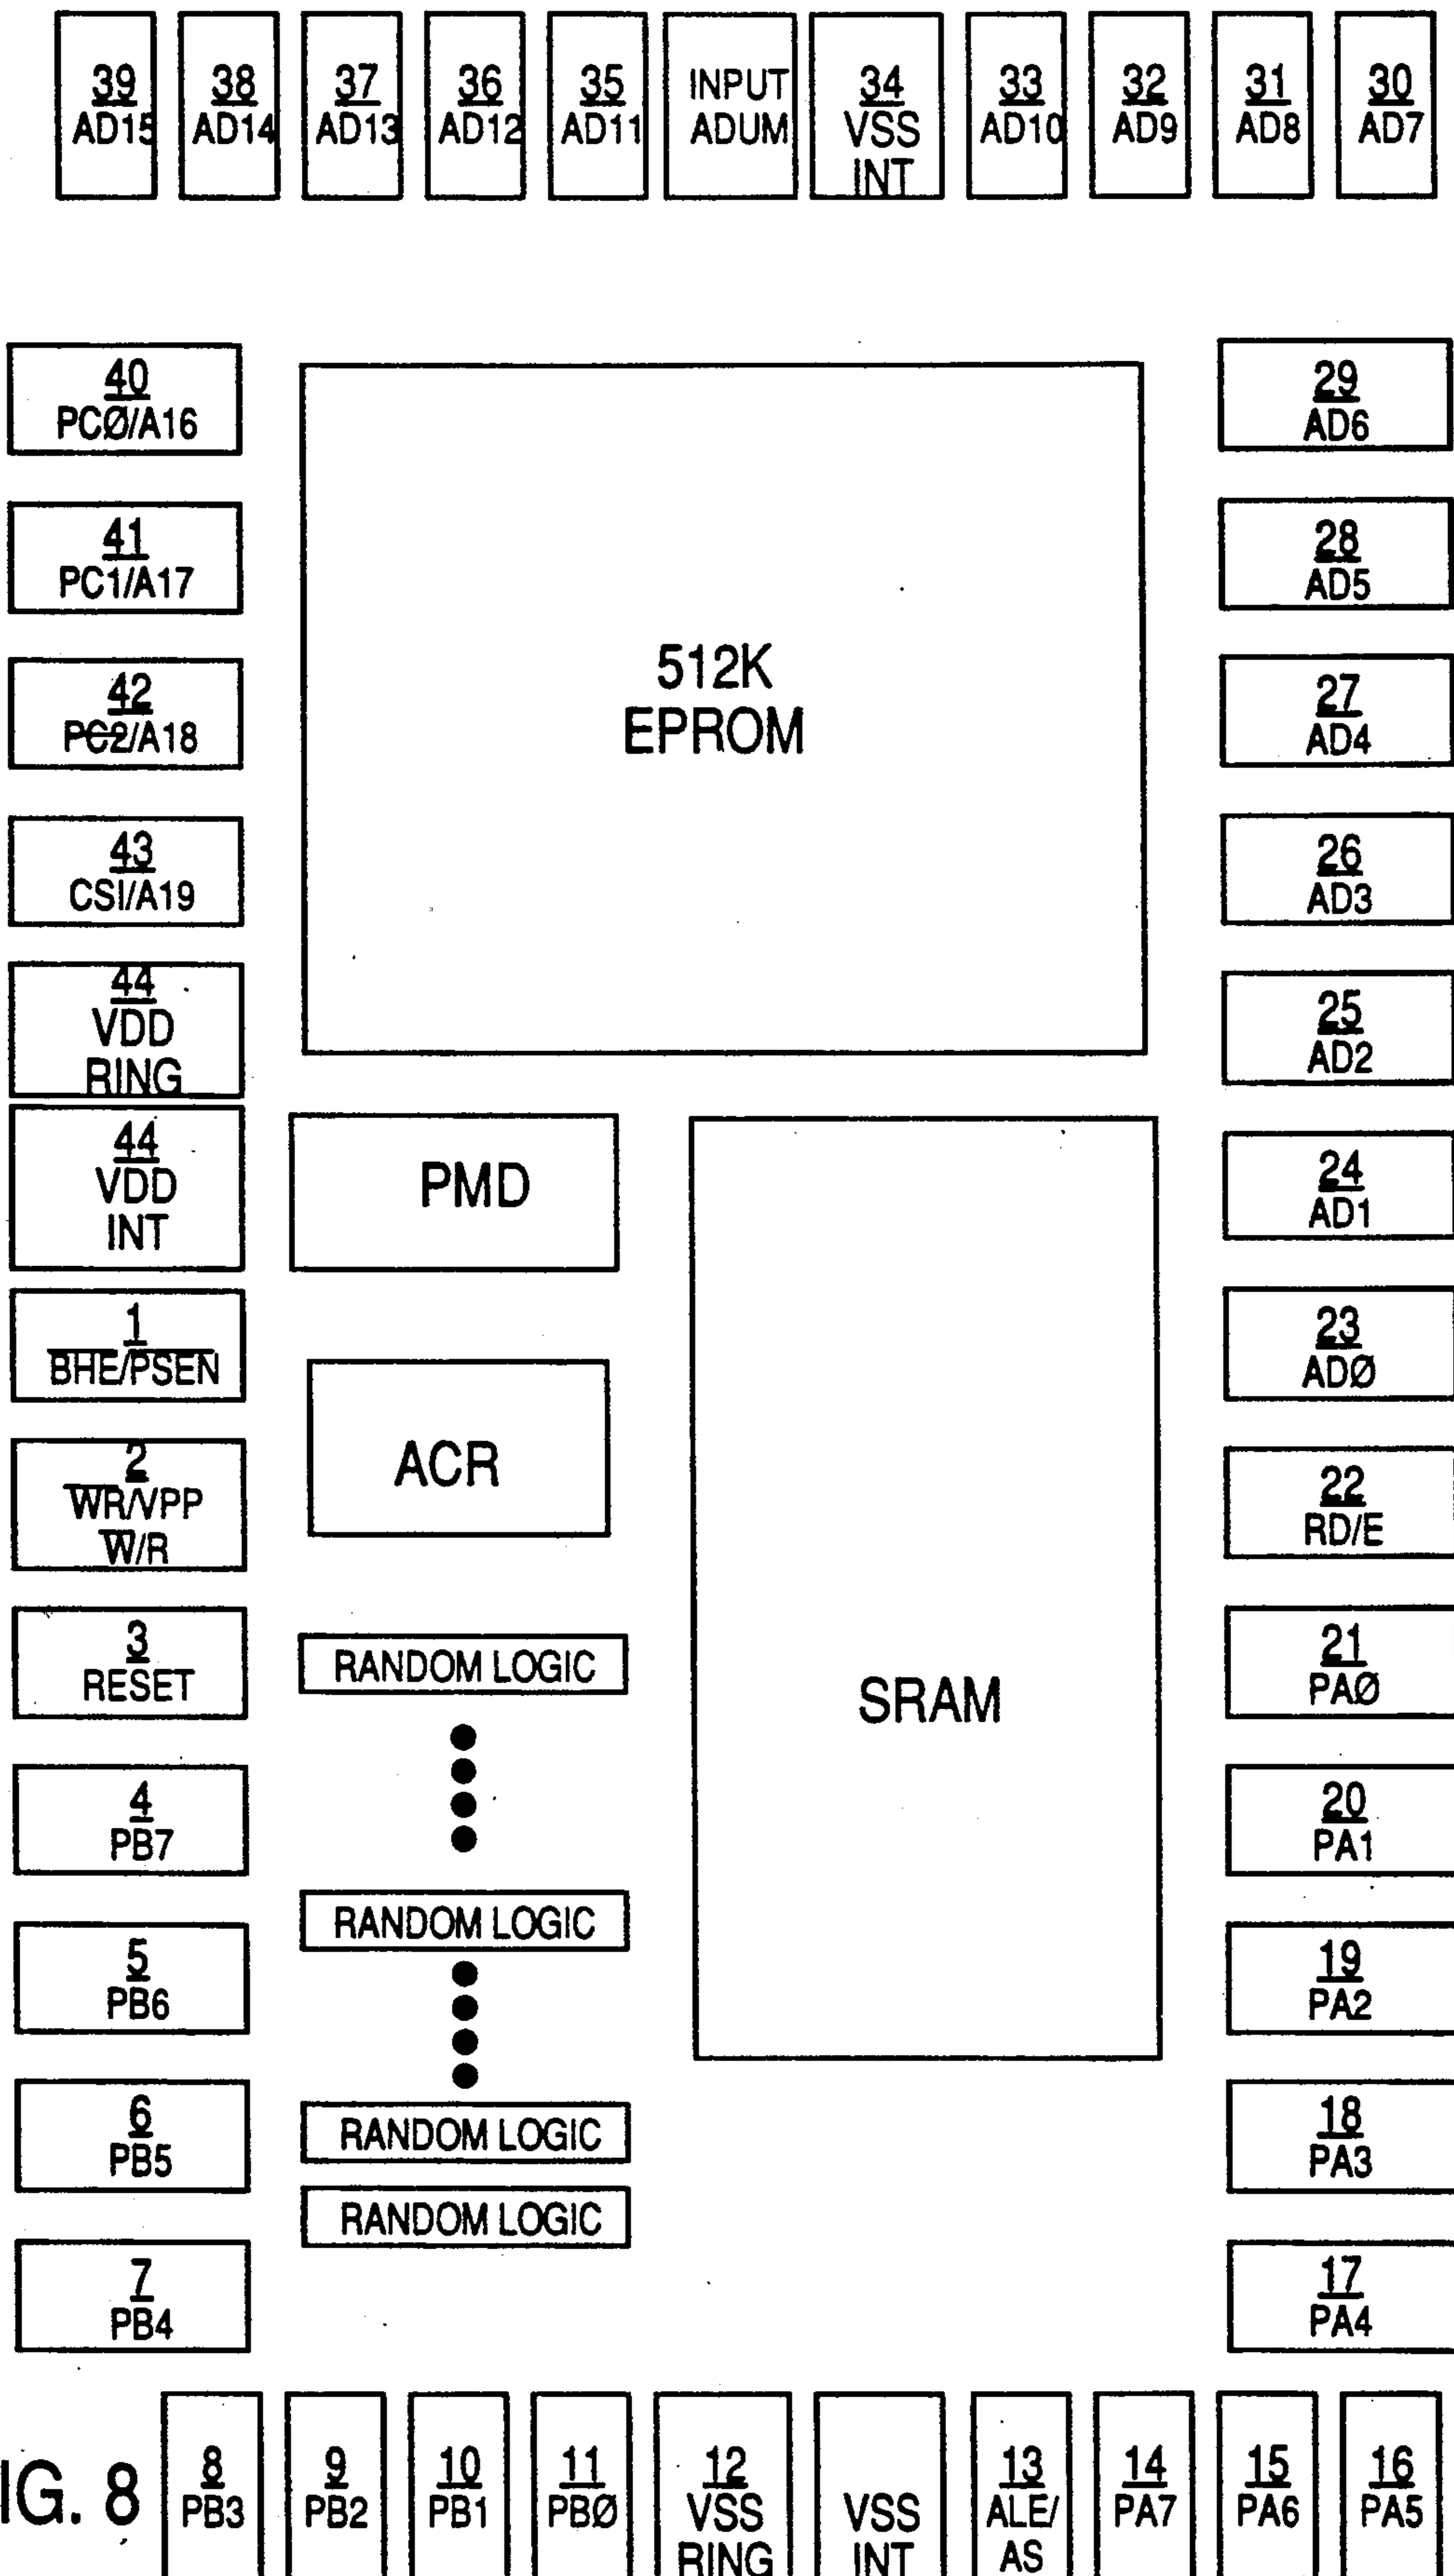 39
AD15
38
AD14
37
AD13
36
AD12
35
AD11
INPUT
ADUM
34
VSS
INT
33
AD10
32
AD9
31
AD8
30
AD7
40
PCØ/A16
41
PC1/A17
42
PC2/A18
43
CSI/A19
44
VDD
RING
44
VDD
INT
1
BHE/PSEN
2
WR/VPP
W/R
3
RESET
4
PB7
5
PB6
6
PB5
7
PB4
512K
EPROM
PMD
ACR
RANDOM LOGIC
RANDOM LOGIC
RANDOM LOGIC
RANDOM LOGIC
SRAM
29
AD6
28
AD5
27
AD4
26
AD3
25
AD2
24
AD1
23
ADØ
22
RD/E
21
PAØ
20
PA1
19
PA2
18
PA3
17
PA4
IG. 8
8
PB3
9
PB2
10
PB1
11
PBØ
12
VSS
RING
VSS
INT
13
ALE/
AS
14
PA7
15
PA6
16
PA5